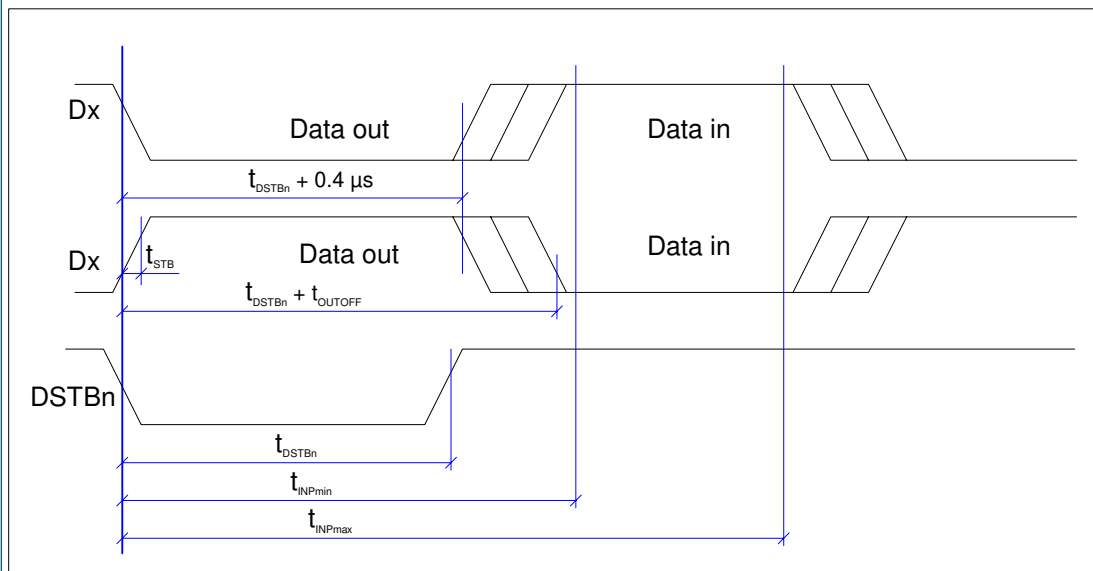 Dx
Data out
Data in
tDSTBn + 0.4 µs
Dx
tSTB
Data out
Data in
tDSTBn + tOUTOFF
DSTBn
tDSTBn
tINPmin
tINPmax